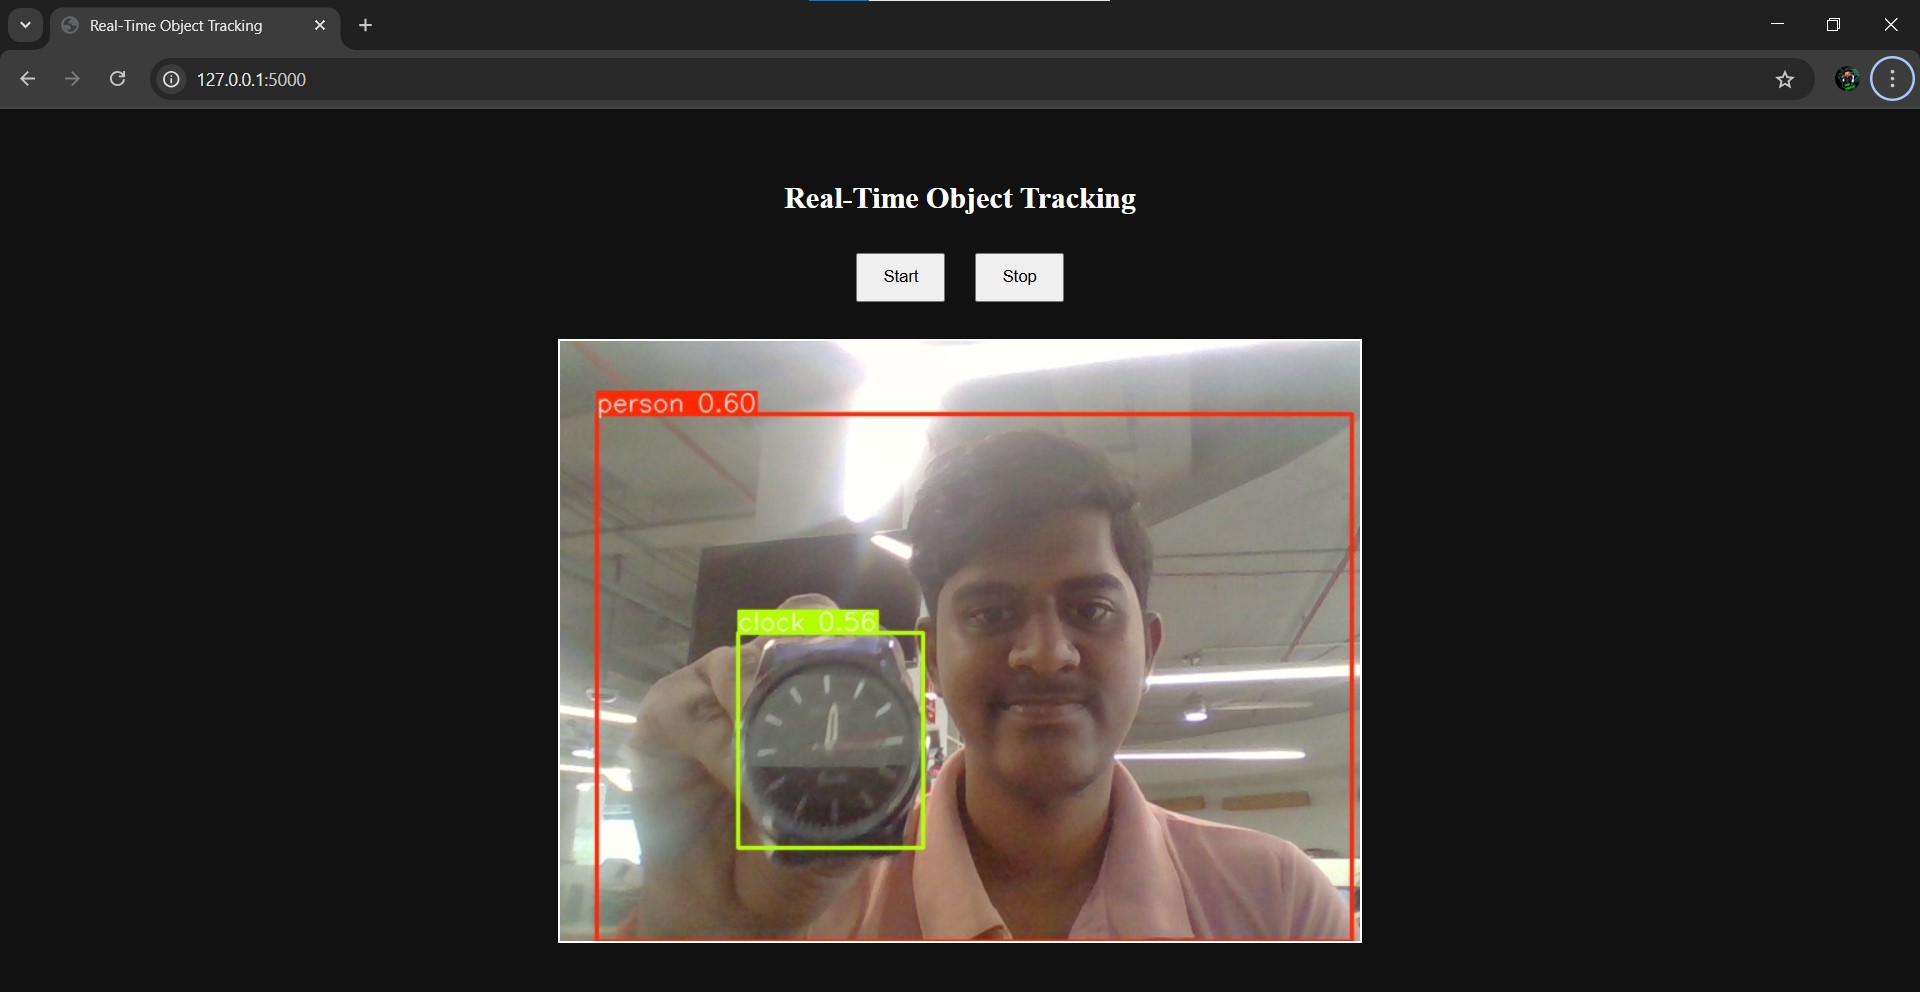 Real-Time Object Tracking
127.0.0.1:5000
Real-Time Object Tracking
Start
Stop
person 0.60
clock 0.56